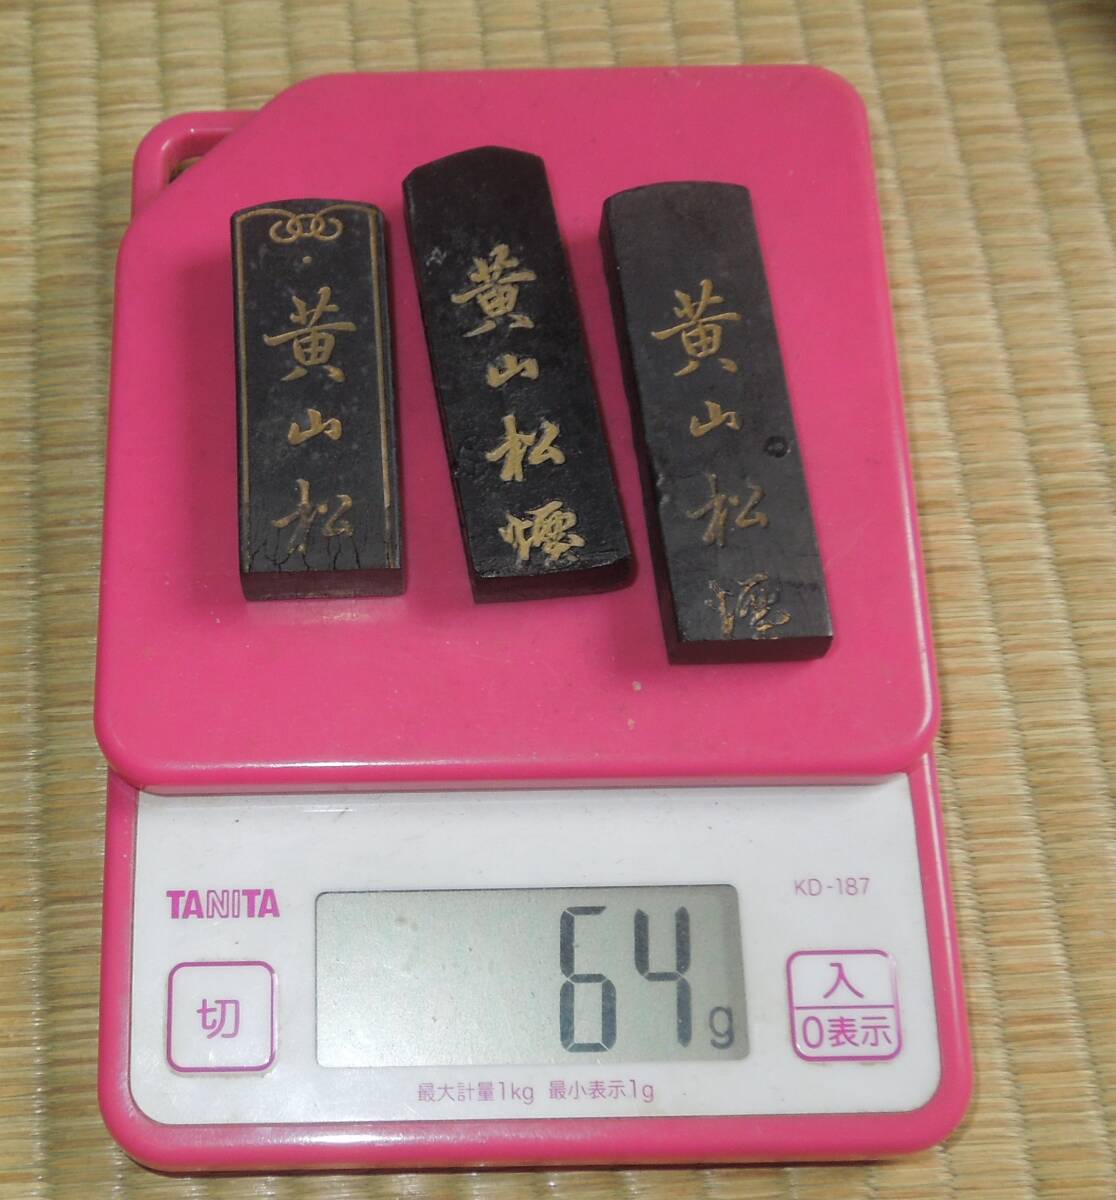 黄山松
黄山松煙
黄山松煙
TANITA
KD-187
切
64g
入
0表示
最大計量1kg 最小表示1g